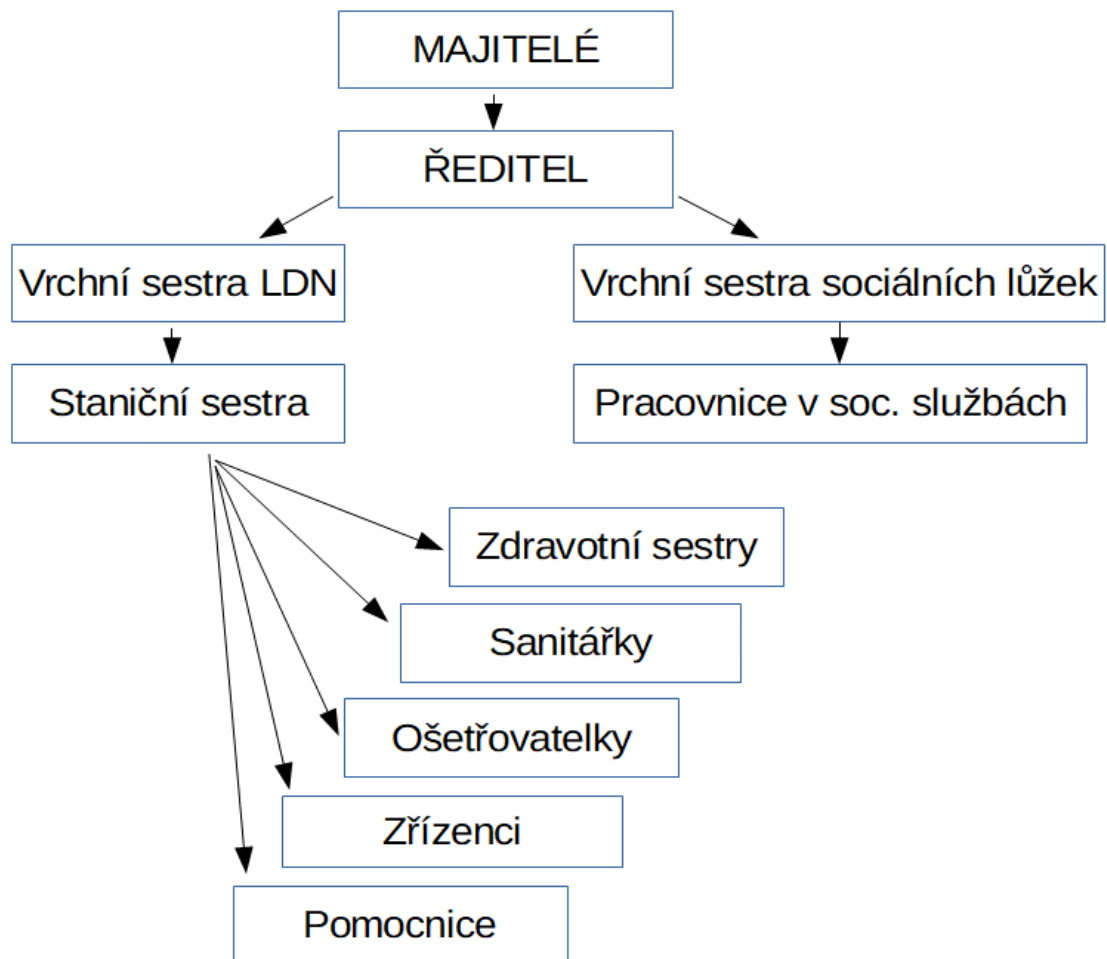 MAJITELÉ
ŘEDITEL
Vrchní sestra LDN
Vrchní sestra sociálních lůžek
Staniční sestra
Pracovnice v soc. službách
Zdravotní sestry
Sanitářky
Ošetřovatelky
Zřízenci
Pomocnice